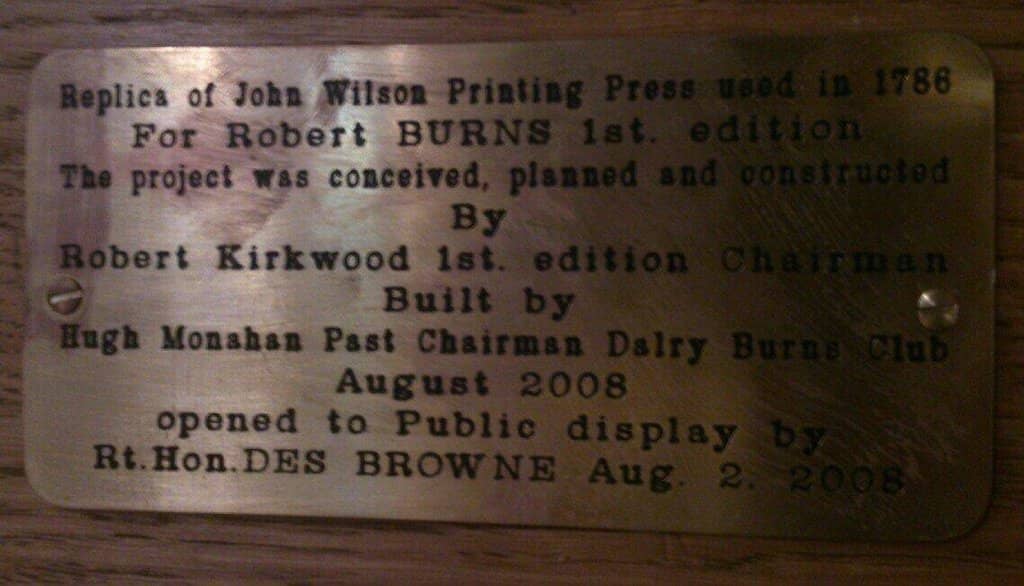 Replica of John Wilson Printing Press used in 1786
For Robert BURNS 1st. edition
The project was conceived, planned and constructed
By
Robert Kirkwood 1st. edition Chairman
Built by
Hugh Monahan Past Chairman Dalry Burns Club
August 2008
opened to Public display by
Rt.Hon.DES BROWNE Aug. 2. 2008